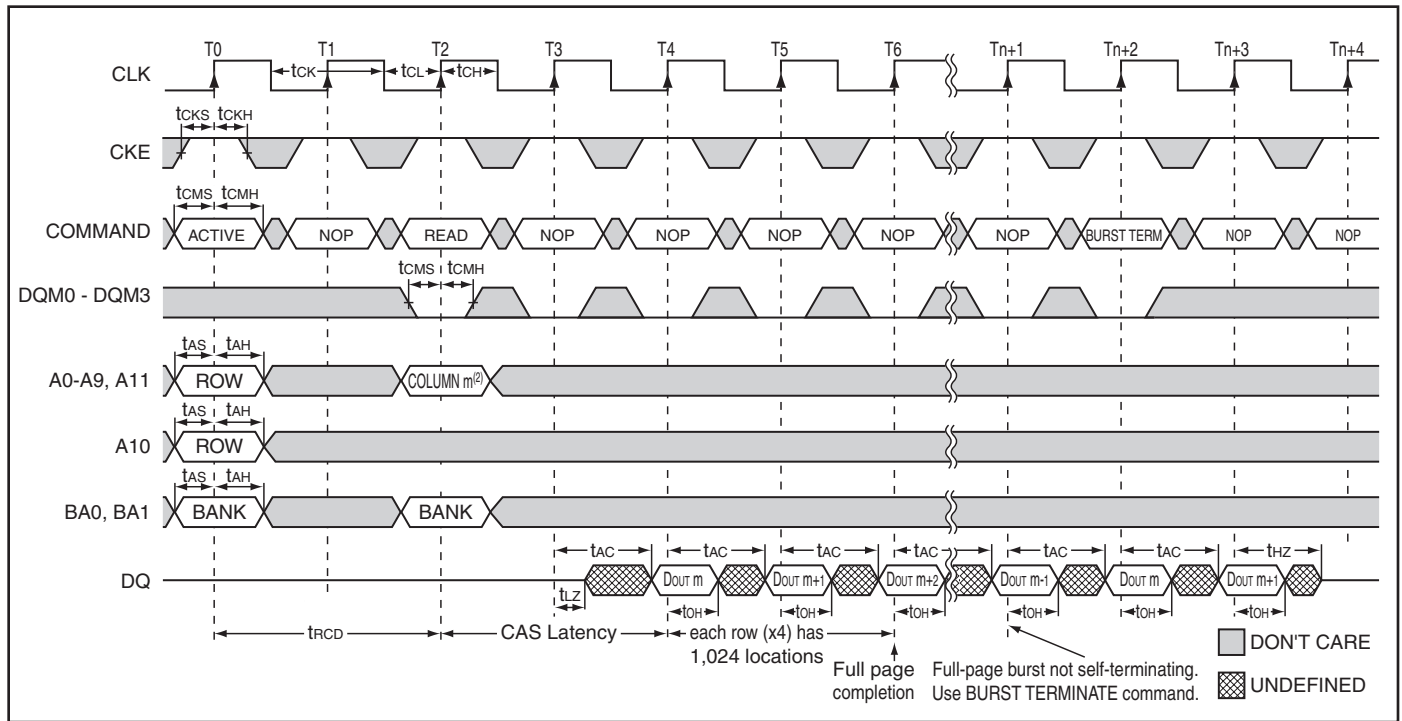 T0 T1 T2 T3 T4 T5 T6 Tn+1 Tn+2 Tn+3 Tn+4
CLK tCK tCL tCH
tCKS tCKH
CKE
tCMS tCMH
COMMAND ACTIVE NOP READ NOP NOP NOP NOP NOP BURST TERM NOP NOP
tCMS tCMH
DQM0 - DQM3
tAS tAH
A0-A9, A11 ROW COLUMN m(2)
tAS tAH
A10 ROW
tAS tAH
BA0, BA1 BANK BANK
tAC tAC tAC tAC tAC tAC tHZ
DQ DOUT m DOUT m+1 DOUT m+2 DOUT m-1 DOUT m DOUT m+1
tLZ tOH tOH tOH tOH tOH tOH
tRCD CAS Latency each row (x4) has
1,024 locations
Full page
completion
Full-page burst not self-terminating.
Use BURST TERMINATE command.
DON'T CARE
UNDEFINED